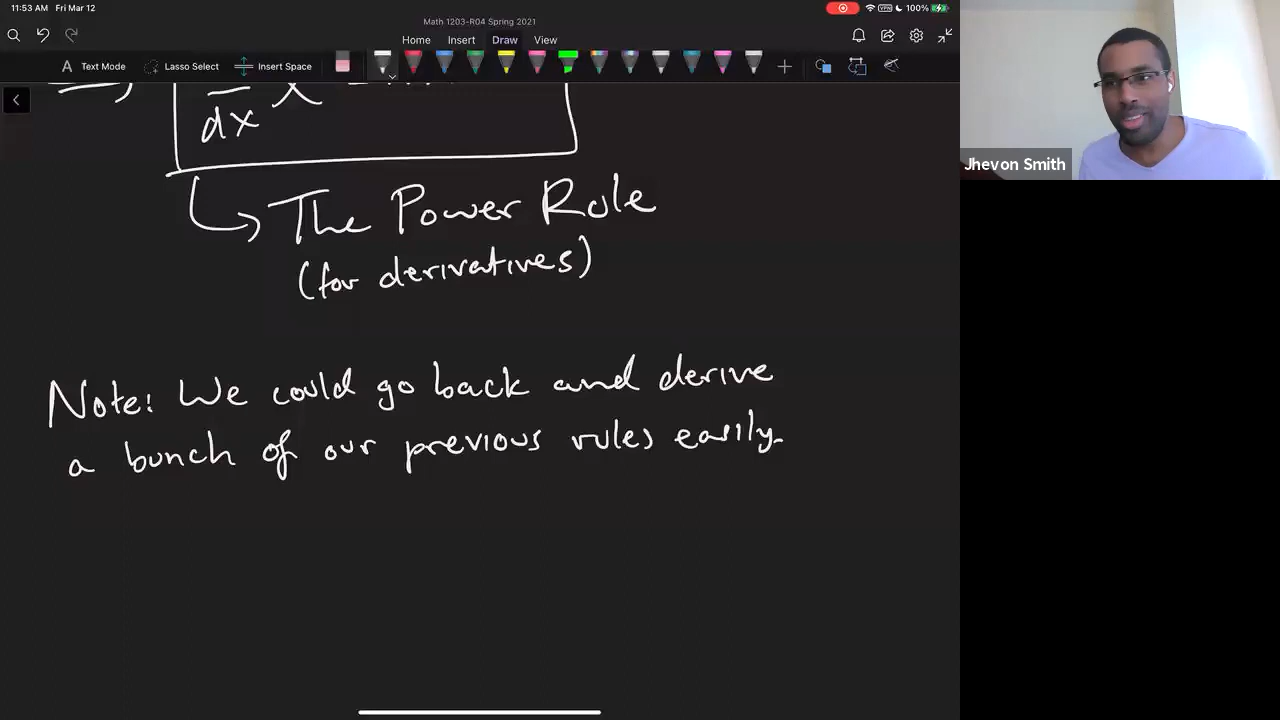 11:53 AM Fri Mar 12
VPN 100%
Math 1203-R04 Spring 2021
Home Insert Draw View
A Text Mode Lasso Select Insert Space
dx x
The Power Rule
(for derivatives)
Note: We could go back and derive
a bunch of our previous rules easily.
Jhevon Smith